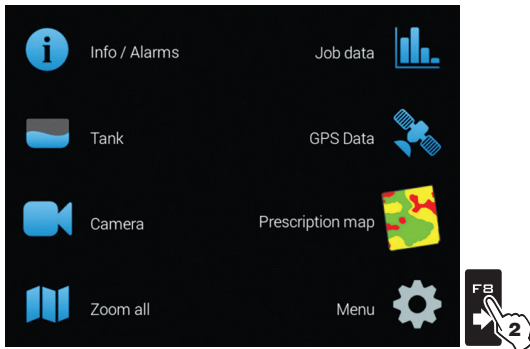 Info / Alarms
Job data
Tank
GPS Data
Camera
Prescription map
Zoom all
Menu
F8
2